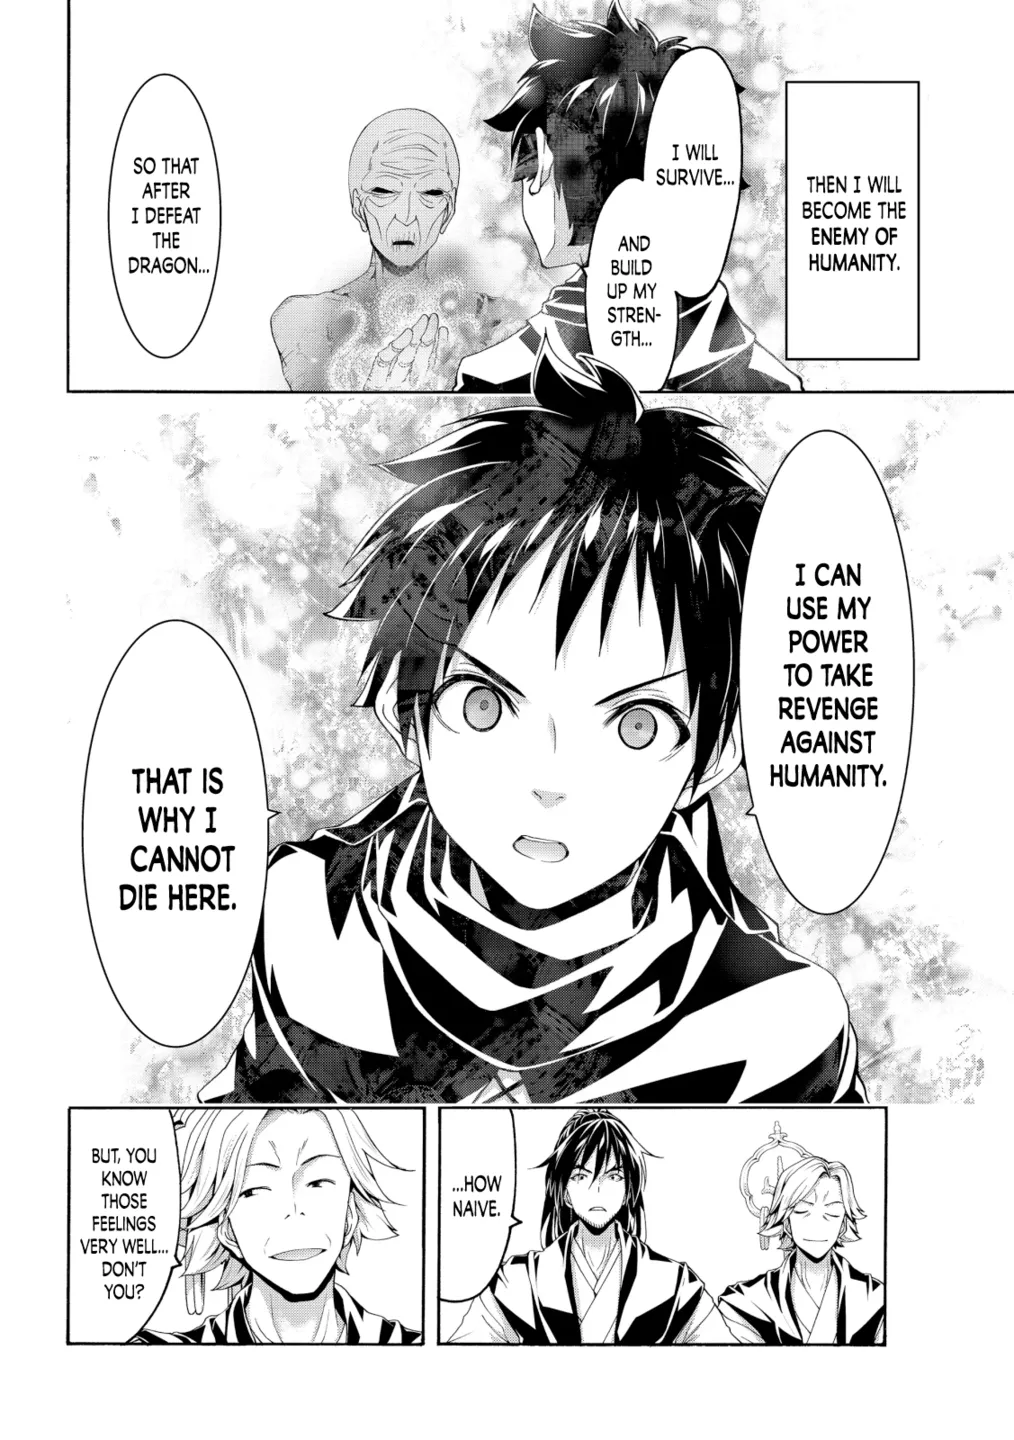 THEN I WILL
BECOME THE
ENEMY OF
HUMANITY.
I WILL
SURVIVE...
AND
BUILD
UP MY
STREN-
GTH...
SO THAT
AFTER
I DEFEAT
THE
DRAGON...
I CAN
USE MY
POWER
TO TAKE
REVENGE
AGAINST
HUMANITY.
THAT IS
WHY I
CANNOT
DIE HERE.
...HOW
NAIVE.
BUT, YOU
KNOW
THOSE
FEELINGS
VERY WELL...
DON'T
YOU?